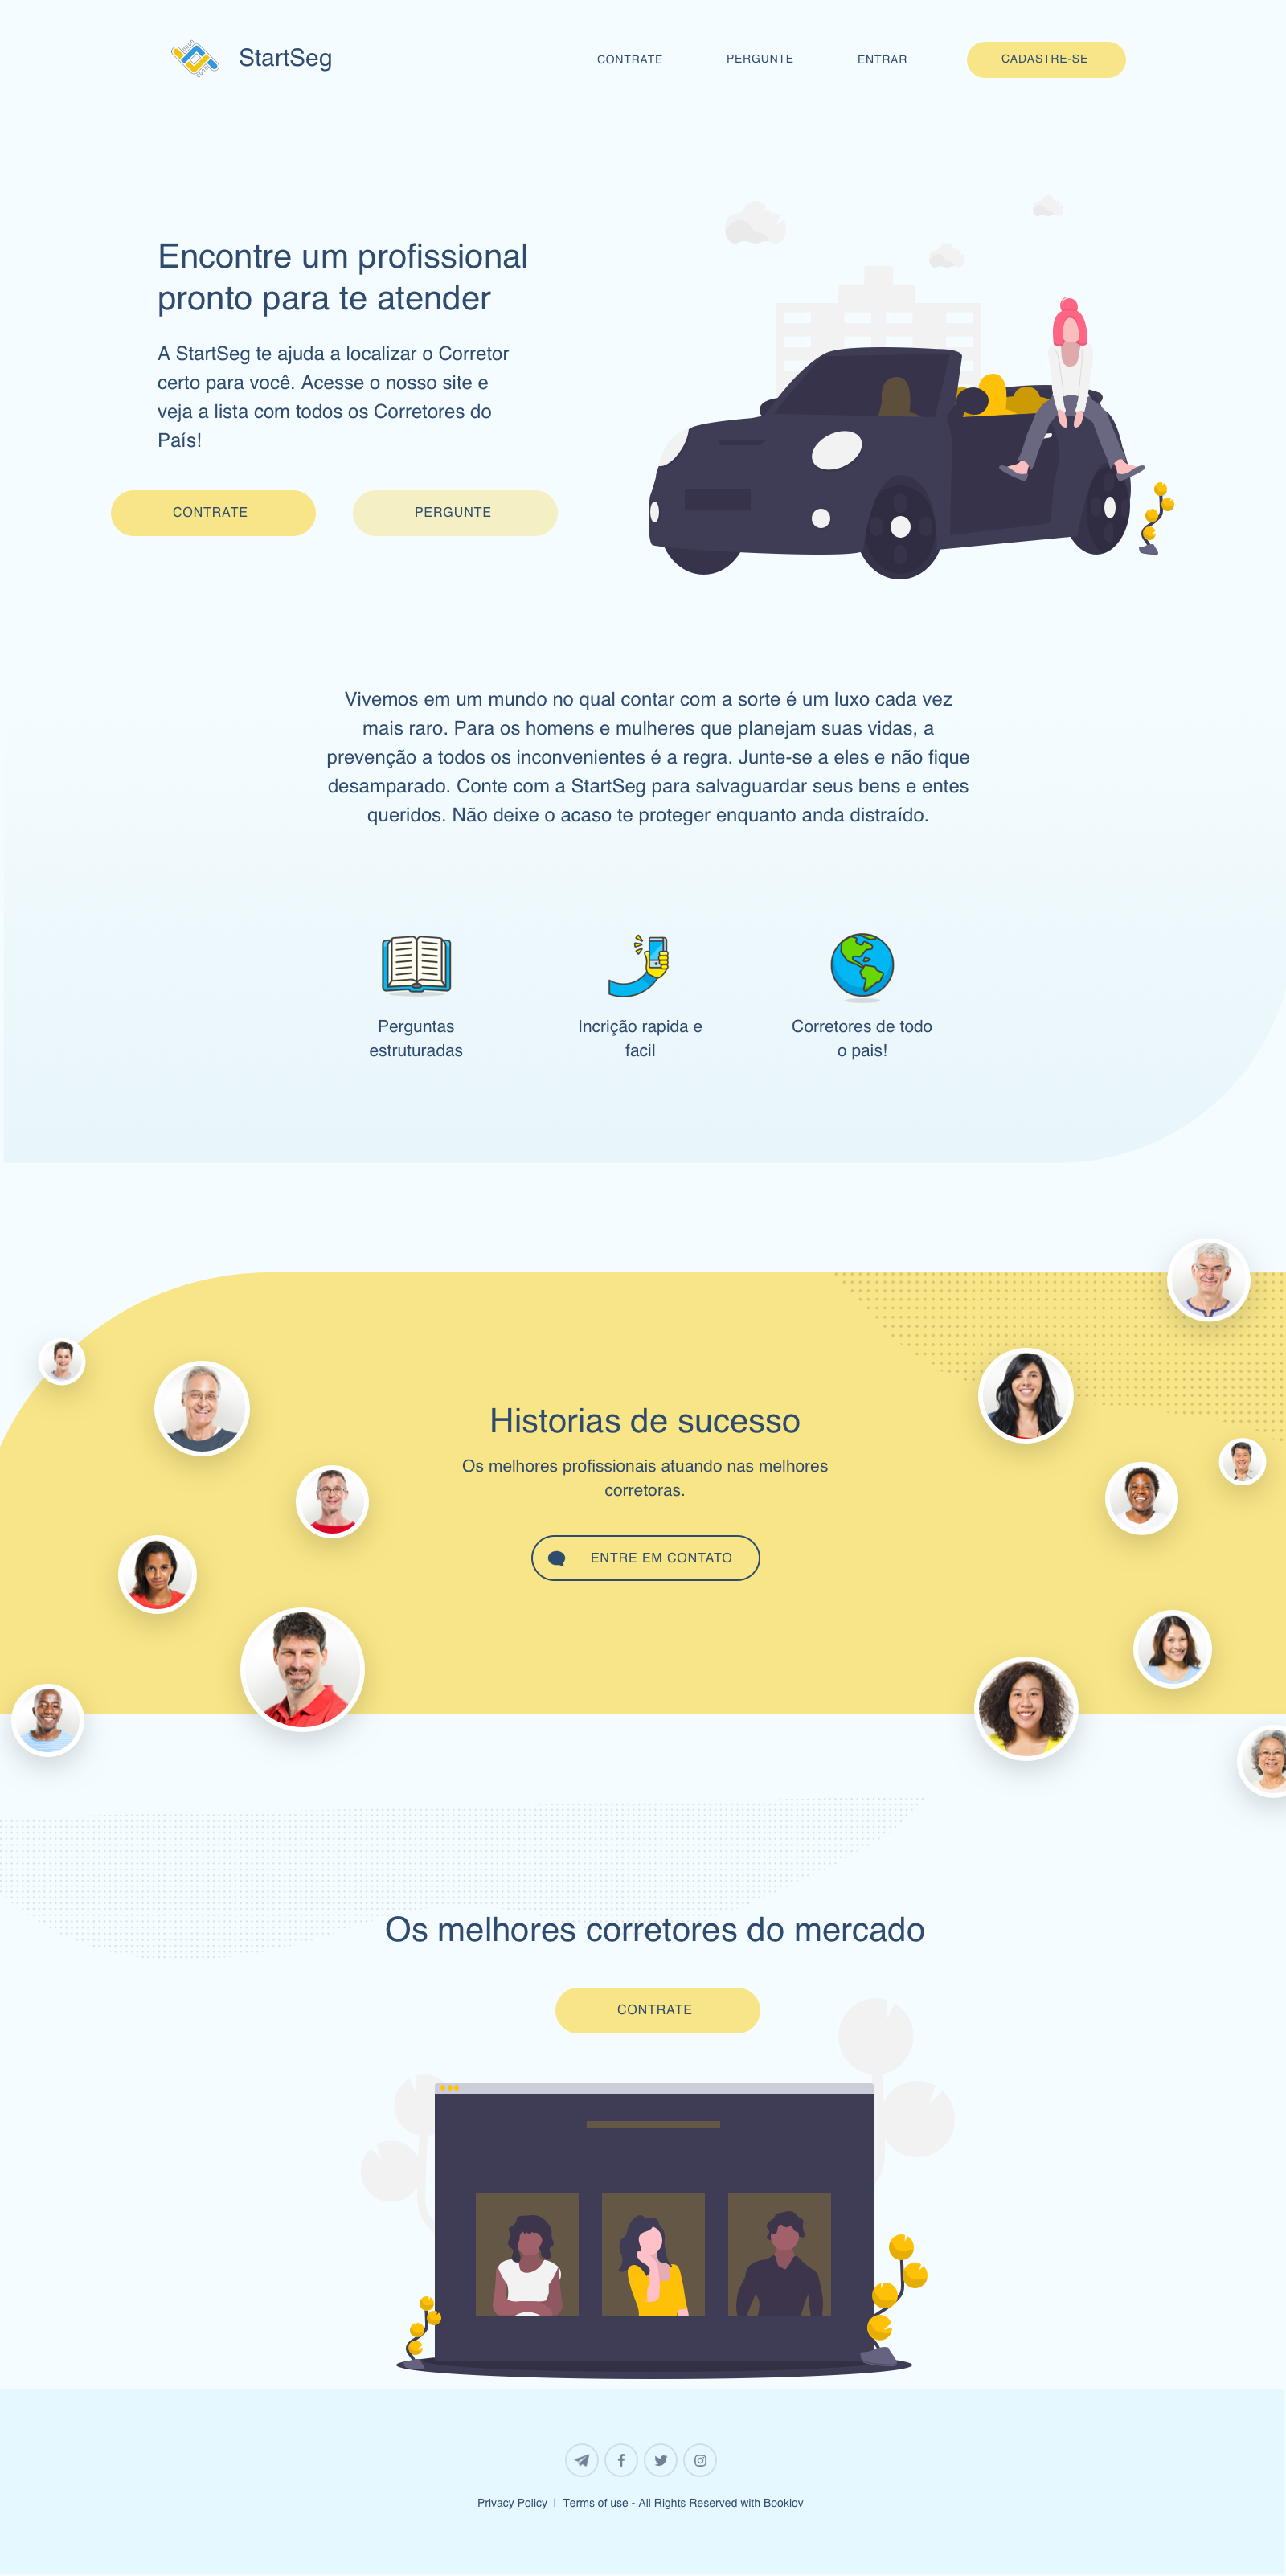 StartSeg
CONTRATE
PERGUNTE
ENTRAR
CADASTRE-SE
Encontre um profissional
pronto para te atender
A StartSeg te ajuda a localizar o Corretor
certo para você. Acesse o nosso site e
veja a lista com todos os Corretores do
País!
CONTRATE
PERGUNTE
Vivemos em um mundo no qual contar com a sorte é um luxo cada vez
mais raro. Para os homens e mulheres que planejam suas vidas, a
prevenção a todos os inconvenientes é a regra. Junte-se a eles e não fique
desamparado. Conte com a StartSeg para salvaguardar seus bens e entes
queridos. Não deixe o acaso te proteger enquanto anda distraído.
Perguntas
estruturadas
Incrição rapida e
facil
Corretores de todo
o pais!
Historias de sucesso
Os melhores profissionais atuando nas melhores
corretoras.
ENTRE EM CONTATO
Os melhores corretores do mercado
CONTRATE
Privacy Policy | Terms of use - All Rights Reserved with Booklov